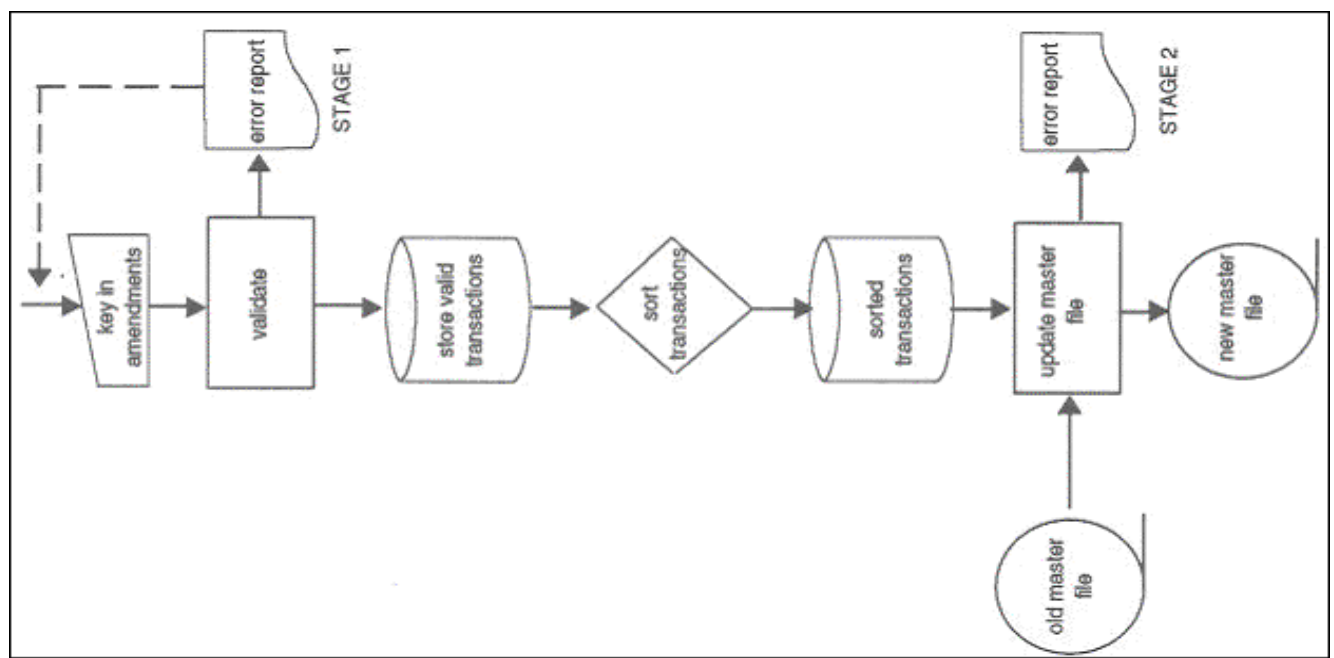 key in
amendments
validate
error report
STAGE 1
store valid
transactions
sort
transactions
sorted
transactions
update master
file
error report
STAGE 2
old master
file
new master
file